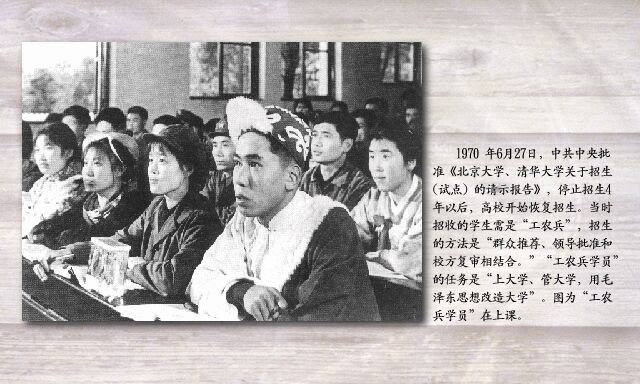 1970 年6月27日，中共中央批
准《北京大学、清华大学关于招生
(试点) 的请示报告》，停止招生4
年以后，高校开始恢复招生。当时
招收的学生需是“工农兵”，招生
的方法是“群众推荐、领导批准和
校方复审相结合。”“工农兵学员”
的任务是“上大学、管大学，用毛
泽东思想改造大学”。图为“工农
兵学员”在上课。